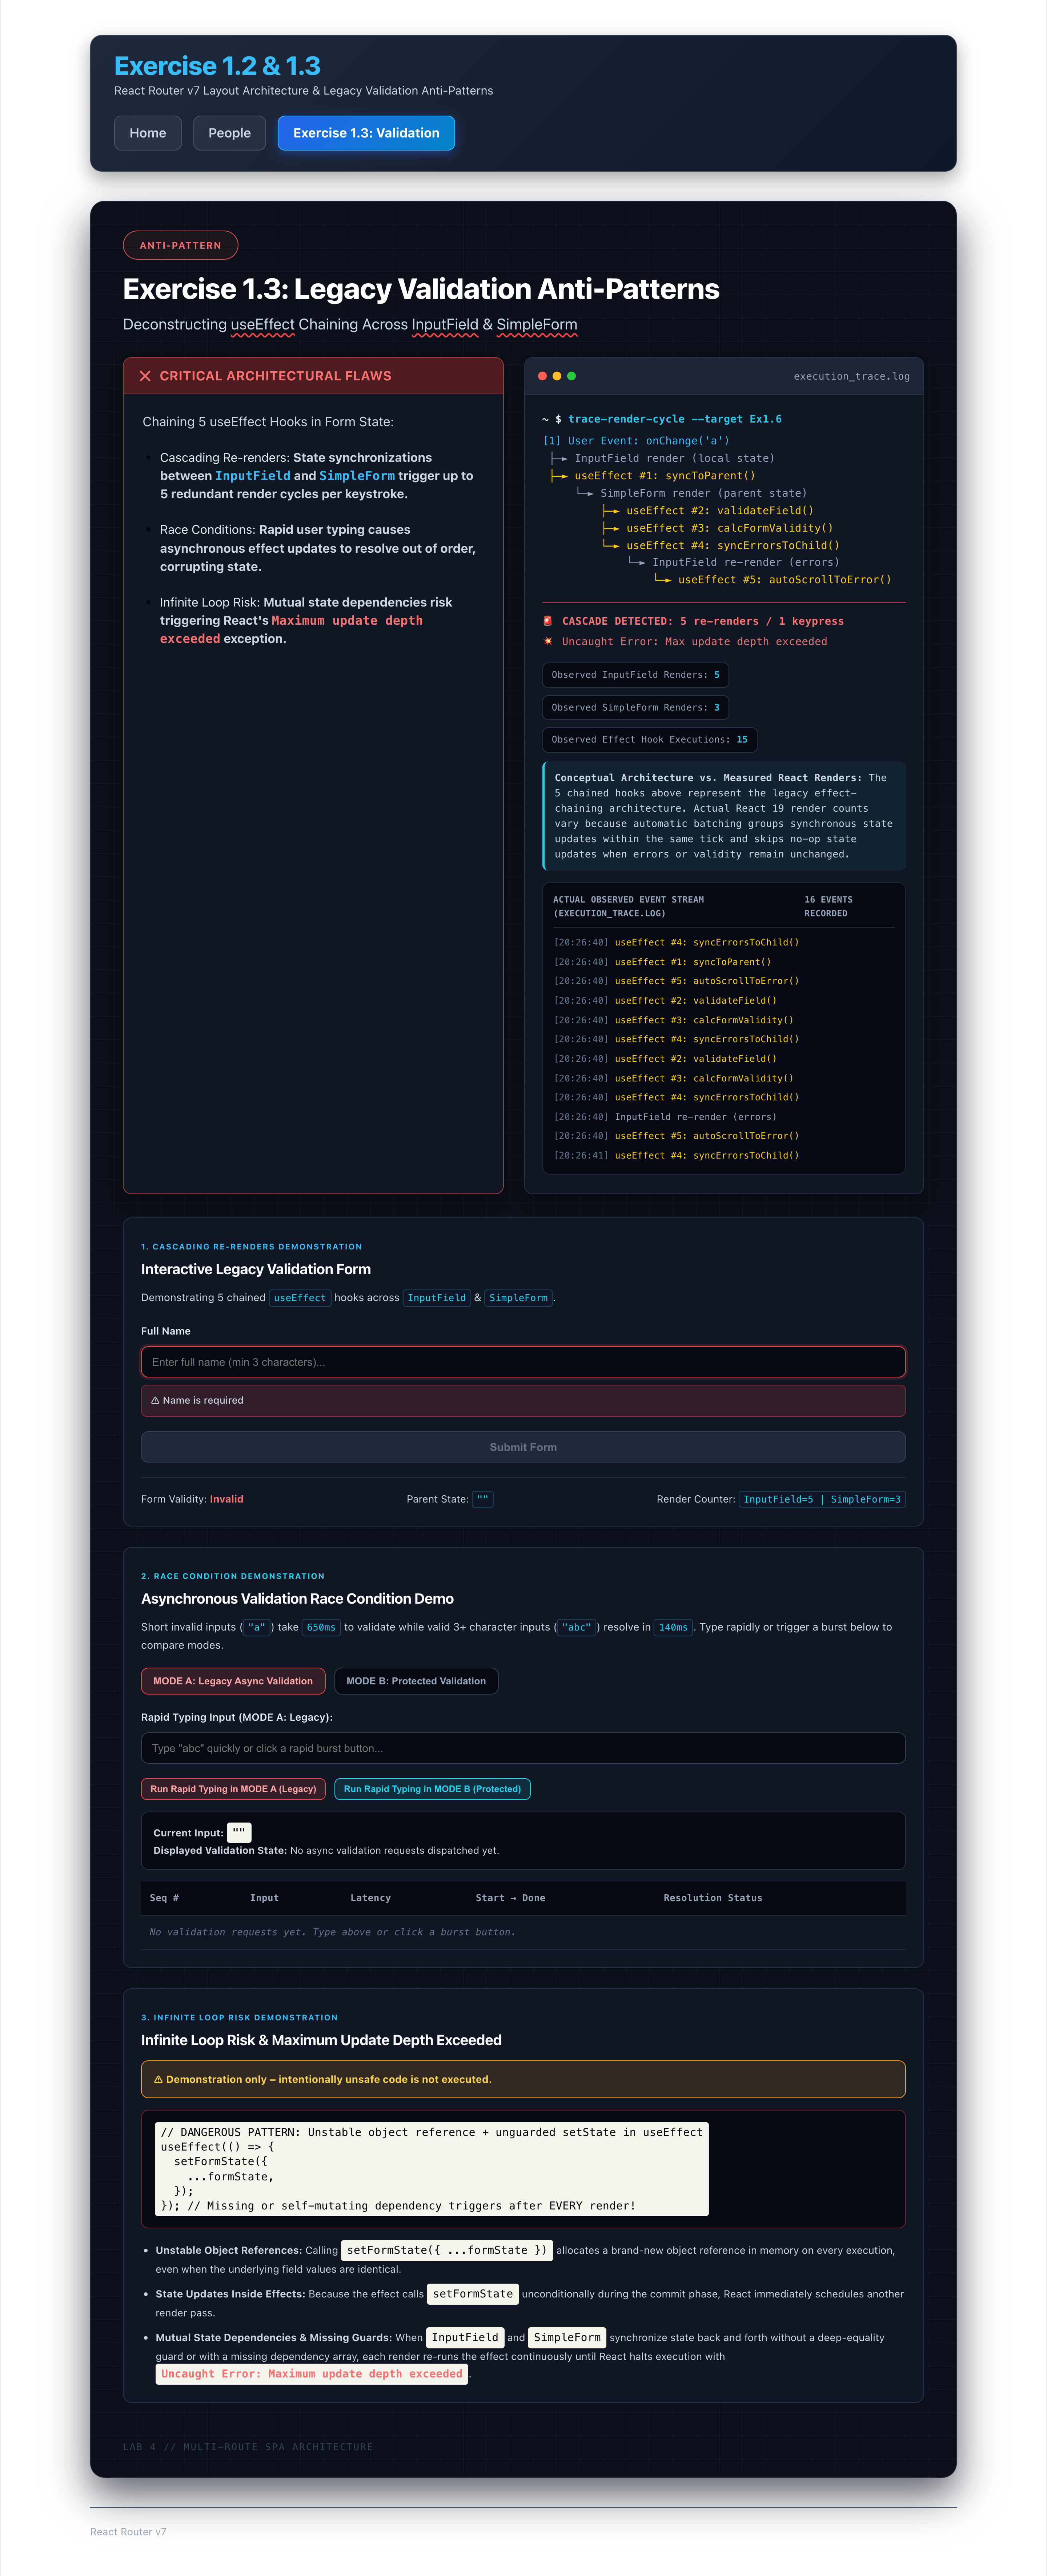 Exercise 1.2 & 1.3
React Router v7 Layout Architecture & Legacy Validation Anti-Patterns
Home
People
Exercise 1.3: Validation
ANTI-PATTERN
Exercise 1.3: Legacy Validation Anti-Patterns
Deconstructing useEffect Chaining Across InputField & SimpleForm
✕ CRITICAL ARCHITECTURAL FLAWS
Chaining 5 useEffect Hooks in Form State:
• Cascading Re-renders: State synchronizations
between InputField and SimpleForm trigger up to
5 redundant render cycles per keystroke.
• Race Conditions: Rapid user typing causes
asynchronous effect updates to resolve out of order,
corrupting state.
• Infinite Loop Risk: Mutual state dependencies risk
triggering React's Maximum update depth
exceeded exception.
execution_trace.log
~ $ trace-render-cycle --target Ex1.6
[1] User Event: onChange('a')
├─► InputField render (local state)
├─► useEffect #1: syncToParent()
└─► SimpleForm render (parent state)
├─► useEffect #2: validateField()
├─► useEffect #3: calcFormValidity()
└─► useEffect #4: syncErrorsToChild()
└─► InputField re-render (errors)
└─► useEffect #5: autoScrollToError()
🚨 CASCADE DETECTED: 5 re-renders / 1 keypress
💥 Uncaught Error: Max update depth exceeded
Observed InputField Renders: 5
Observed SimpleForm Renders: 3
Observed Effect Hook Executions: 15
Conceptual Architecture vs. Measured React Renders: The
5 chained hooks above represent the legacy effect-
chaining architecture. Actual React 19 render counts
vary because automatic batching groups synchronous state
updates within the same tick and skips no-op state
updates when errors or validity remain unchanged.
ACTUAL OBSERVED EVENT STREAM
(EXECUTION_TRACE.LOG)
16 EVENTS
RECORDED
[20:26:40] useEffect #4: syncErrorsToChild()
[20:26:40] useEffect #1: syncToParent()
[20:26:40] useEffect #5: autoScrollToError()
[20:26:40] useEffect #2: validateField()
[20:26:40] useEffect #3: calcFormValidity()
[20:26:40] useEffect #4: syncErrorsToChild()
[20:26:40] useEffect #2: validateField()
[20:26:40] useEffect #3: calcFormValidity()
[20:26:40] useEffect #4: syncErrorsToChild()
[20:26:40] InputField re-render (errors)
[20:26:40] useEffect #5: autoScrollToError()
[20:26:41] useEffect #4: syncErrorsToChild()
1. CASCADING RE-RENDERS DEMONSTRATION
Interactive Legacy Validation Form
Demonstrating 5 chained useEffect hooks across InputField & SimpleForm.
Full Name
Enter full name (min 3 characters)...
⚠ Name is required
Submit Form
Form Validity: Invalid
Parent State: ""
Render Counter: InputField=5 | SimpleForm=3
2. RACE CONDITION DEMONSTRATION
Asynchronous Validation Race Condition Demo
Short invalid inputs ("a") take 650ms to validate while valid 3+ character inputs ("abc") resolve in 140ms. Type rapidly or trigger a burst below to
compare modes.
MODE A: Legacy Async Validation
MODE B: Protected Validation
Rapid Typing Input (MODE A: Legacy):
Type "abc" quickly or click a rapid burst button...
Run Rapid Typing in MODE A (Legacy)
Run Rapid Typing in MODE B (Protected)
Current Input: ""
Displayed Validation State: No async validation requests dispatched yet.
Seq # Input Latency Start → Done Resolution Status
No validation requests yet. Type above or click a burst button.
3. INFINITE LOOP RISK DEMONSTRATION
Infinite Loop Risk & Maximum Update Depth Exceeded
⚠ Demonstration only – intentionally unsafe code is not executed.
// DANGEROUS PATTERN: Unstable object reference + unguarded setState in useEffect
useEffect(() => {
setFormState({
...formState,
});
}); // Missing or self-mutating dependency triggers after EVERY render!
• Unstable Object References: Calling setFormState({ ...formState }) allocates a brand-new object reference in memory on every execution,
even when the underlying field values are identical.
• State Updates Inside Effects: Because the effect calls setFormState unconditionally during the commit phase, React immediately schedules another
render pass.
• Mutual State Dependencies & Missing Guards: When InputField and SimpleForm synchronize state back and forth without a deep-equality
guard or with a missing dependency array, each render re-runs the effect continuously until React halts execution with
Uncaught Error: Maximum update depth exceeded.
LAB 4 // MULTI-ROUTE SPA ARCHITECTURE
React Router v7